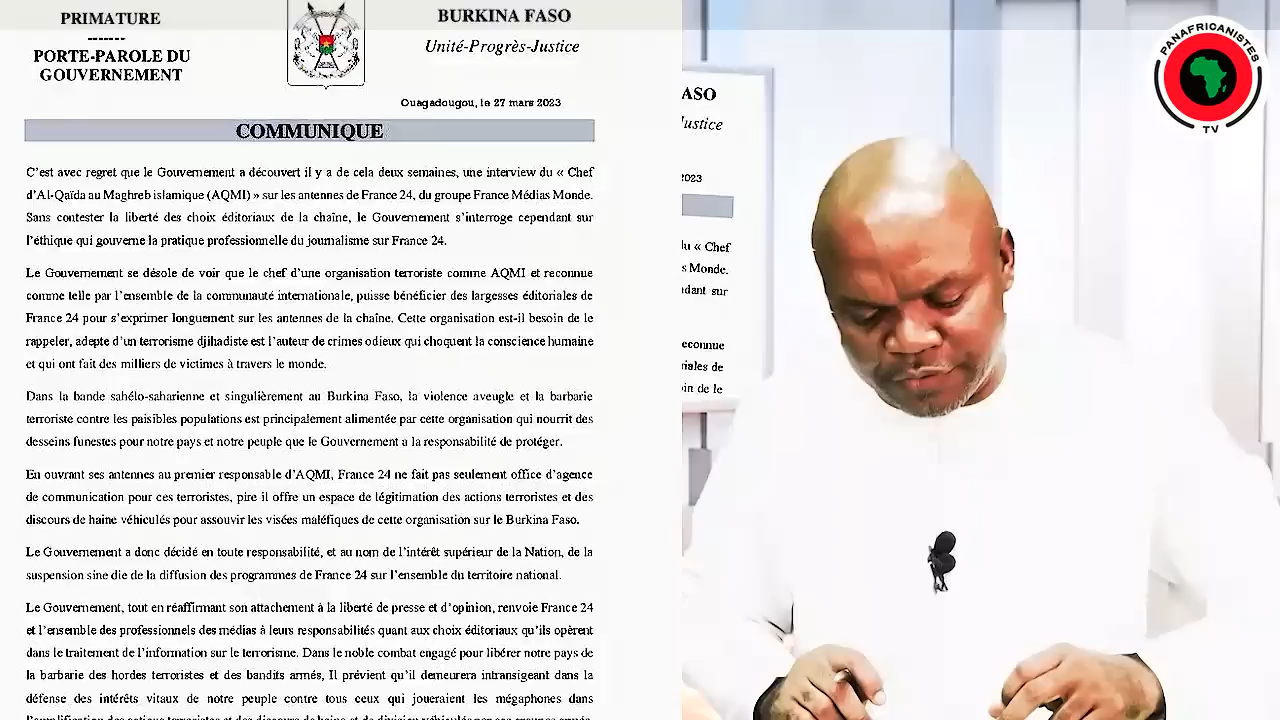 PRIMATURE
-------
PORTE-PAROLE DU
GOUVERNEMENT
BURKINA FASO
Unité-Progrès-Justice
Ouagadougou, le 27 mars 2023
COMMUNIQUE
C'est avec regret que le Gouvernement a découvert il y a de cela deux semaines, une interview du « Chef
d'Al-Qaïda au Maghreb islamique (AQMI) » sur les antennes de France 24, du groupe France Médias Monde.
Sans contester la liberté des choix éditoriaux de la chaîne, le Gouvernement s'interroge cependant sur
l'éthique qui gouverne la pratique professionnelle du journalisme sur France 24.
Le Gouvernement se désole de voir que le chef d'une organisation terroriste comme AQMI et reconnue
comme telle par l'ensemble de la communauté internationale, puisse bénéficier des largesses éditoriales de
France 24 pour s'exprimer longuement sur les antennes de la chaîne. Cette organisation est-il besoin de le
rappeler, adepte d'un terrorisme djihadiste est l'auteur de crimes odieux qui choquent la conscience humaine
et qui ont fait des milliers de victimes à travers le monde.
Dans la bande sahélo-saharienne et singulièrement au Burkina Faso, la violence aveugle et la barbarie
terroriste contre les paisibles populations est principalement alimentée par cette organisation qui nourrit des
desseins funestes pour notre pays et notre peuple que le Gouvernement a la responsabilité de protéger.
En ouvrant ses antennes au premier responsable d'AQMI, France 24 ne fait pas seulement office d'agence
de communication pour ces terroristes, pire il offre un espace de légitimation des actions terroristes et des
discours de haine véhiculés pour assouvir les visées maléfiques de cette organisation sur le Burkina Faso.
Le Gouvernement a donc décidé en toute responsabilité, et au nom de l'intérêt supérieur de la Nation, de la
suspension sine die de la diffusion des programmes de France 24 sur l'ensemble du territoire national.
Le Gouvernement, tout en réaffirmant son attachement à la liberté de presse et d'opinion, renvoie France 24
et l'ensemble des professionnels des médias à leurs responsabilités quant aux choix éditoriaux qu'ils opèrent
dans le traitement de l'information sur le terrorisme. Dans le noble combat engagé pour libérer notre pays de
la barbarie des hordes terroristes et des bandits armés, Il prévient qu'il demeurera intransigeant dans la
défense des intérêts vitaux de notre peuple contre tous ceux qui joueraient les mégaphones dans
ASO
Justice
2023
du « Chef
s Monde.
ndant sur
econnue
riales de
in de le
PANAFRICANISTES
TV